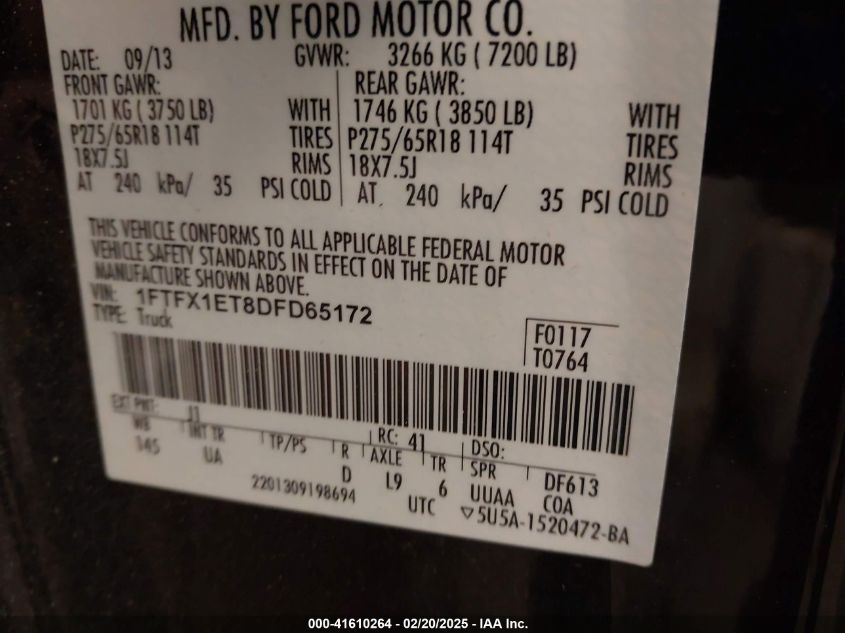 MFD. BY FORD MOTOR CO.
DATE: 09/13 GVWR: 3266 KG ( 7200 LB)
FRONT GAWR: REAR GAWR:
1701 KG ( 3750 LB) WITH 1746 KG ( 3850 LB) WITH
P275/65R18 114T TIRES P275/65R18 114T TIRES
18X7.5J RIMS 18X7.5J RIMS
AT 240 kPa/ 35 PSI COLD AT 240 kPa/ 35 PSI COLD
THIS VEHICLE CONFORMS TO ALL APPLICABLE FEDERAL MOTOR
VEHICLE SAFETY STANDARDS IN EFFECT ON THE DATE OF
MANUFACTURE SHOWN ABOVE.
VIN: 1FTFX1ET8DFD65172
TYPE: Truck
F0117
T0764
EXT PNT: J1 RC: 41 DSO:
WB INT TR TP/PS R AXLE TR SPR DF613
145 UA D L9 6 UUAA COA
2201309198694 UTC ▽5U5A-1520472-BA
000-41610264 - 02/20/2025 - IAA Inc.